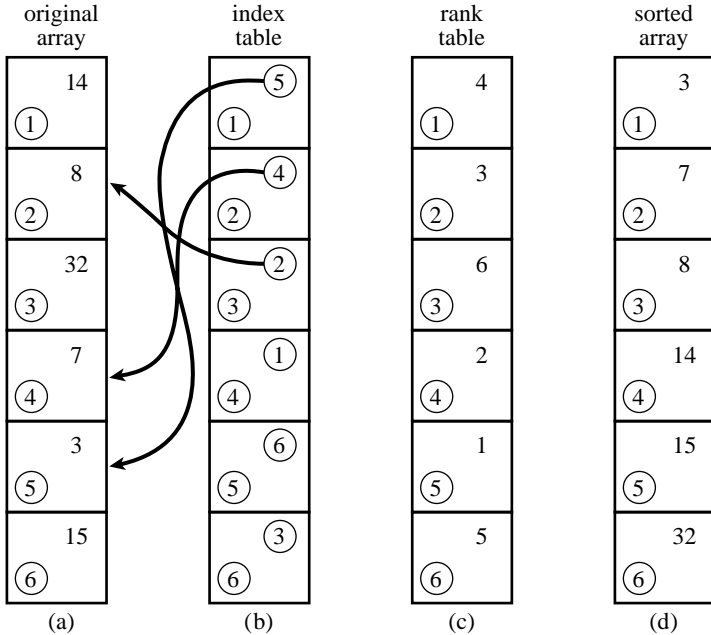 original index rank sorted
array table table array
14 5 4 3
1 1 1 1
8 4 3 7
2 2 2 2
32 2 6 8
3 3 3 3
7 1 2 14
4 4 4 4
3 6 1 15
5 5 5 5
15 3 5 32
6 6 6 6
(a) (b) (c) (d)